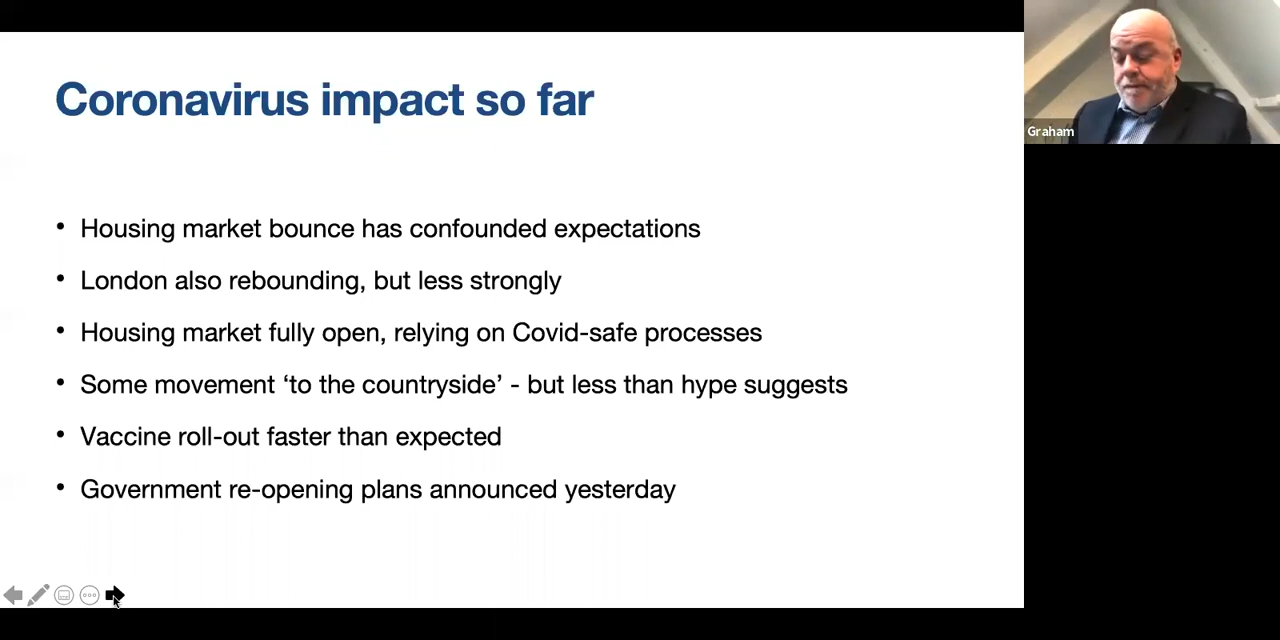 Coronavirus impact so far
• Housing market bounce has confounded expectations
• London also rebounding, but less strongly
• Housing market fully open, relying on Covid-safe processes
• Some movement ‘to the countryside’ - but less than hype suggests
• Vaccine roll-out faster than expected
• Government re-opening plans announced yesterday
Graham